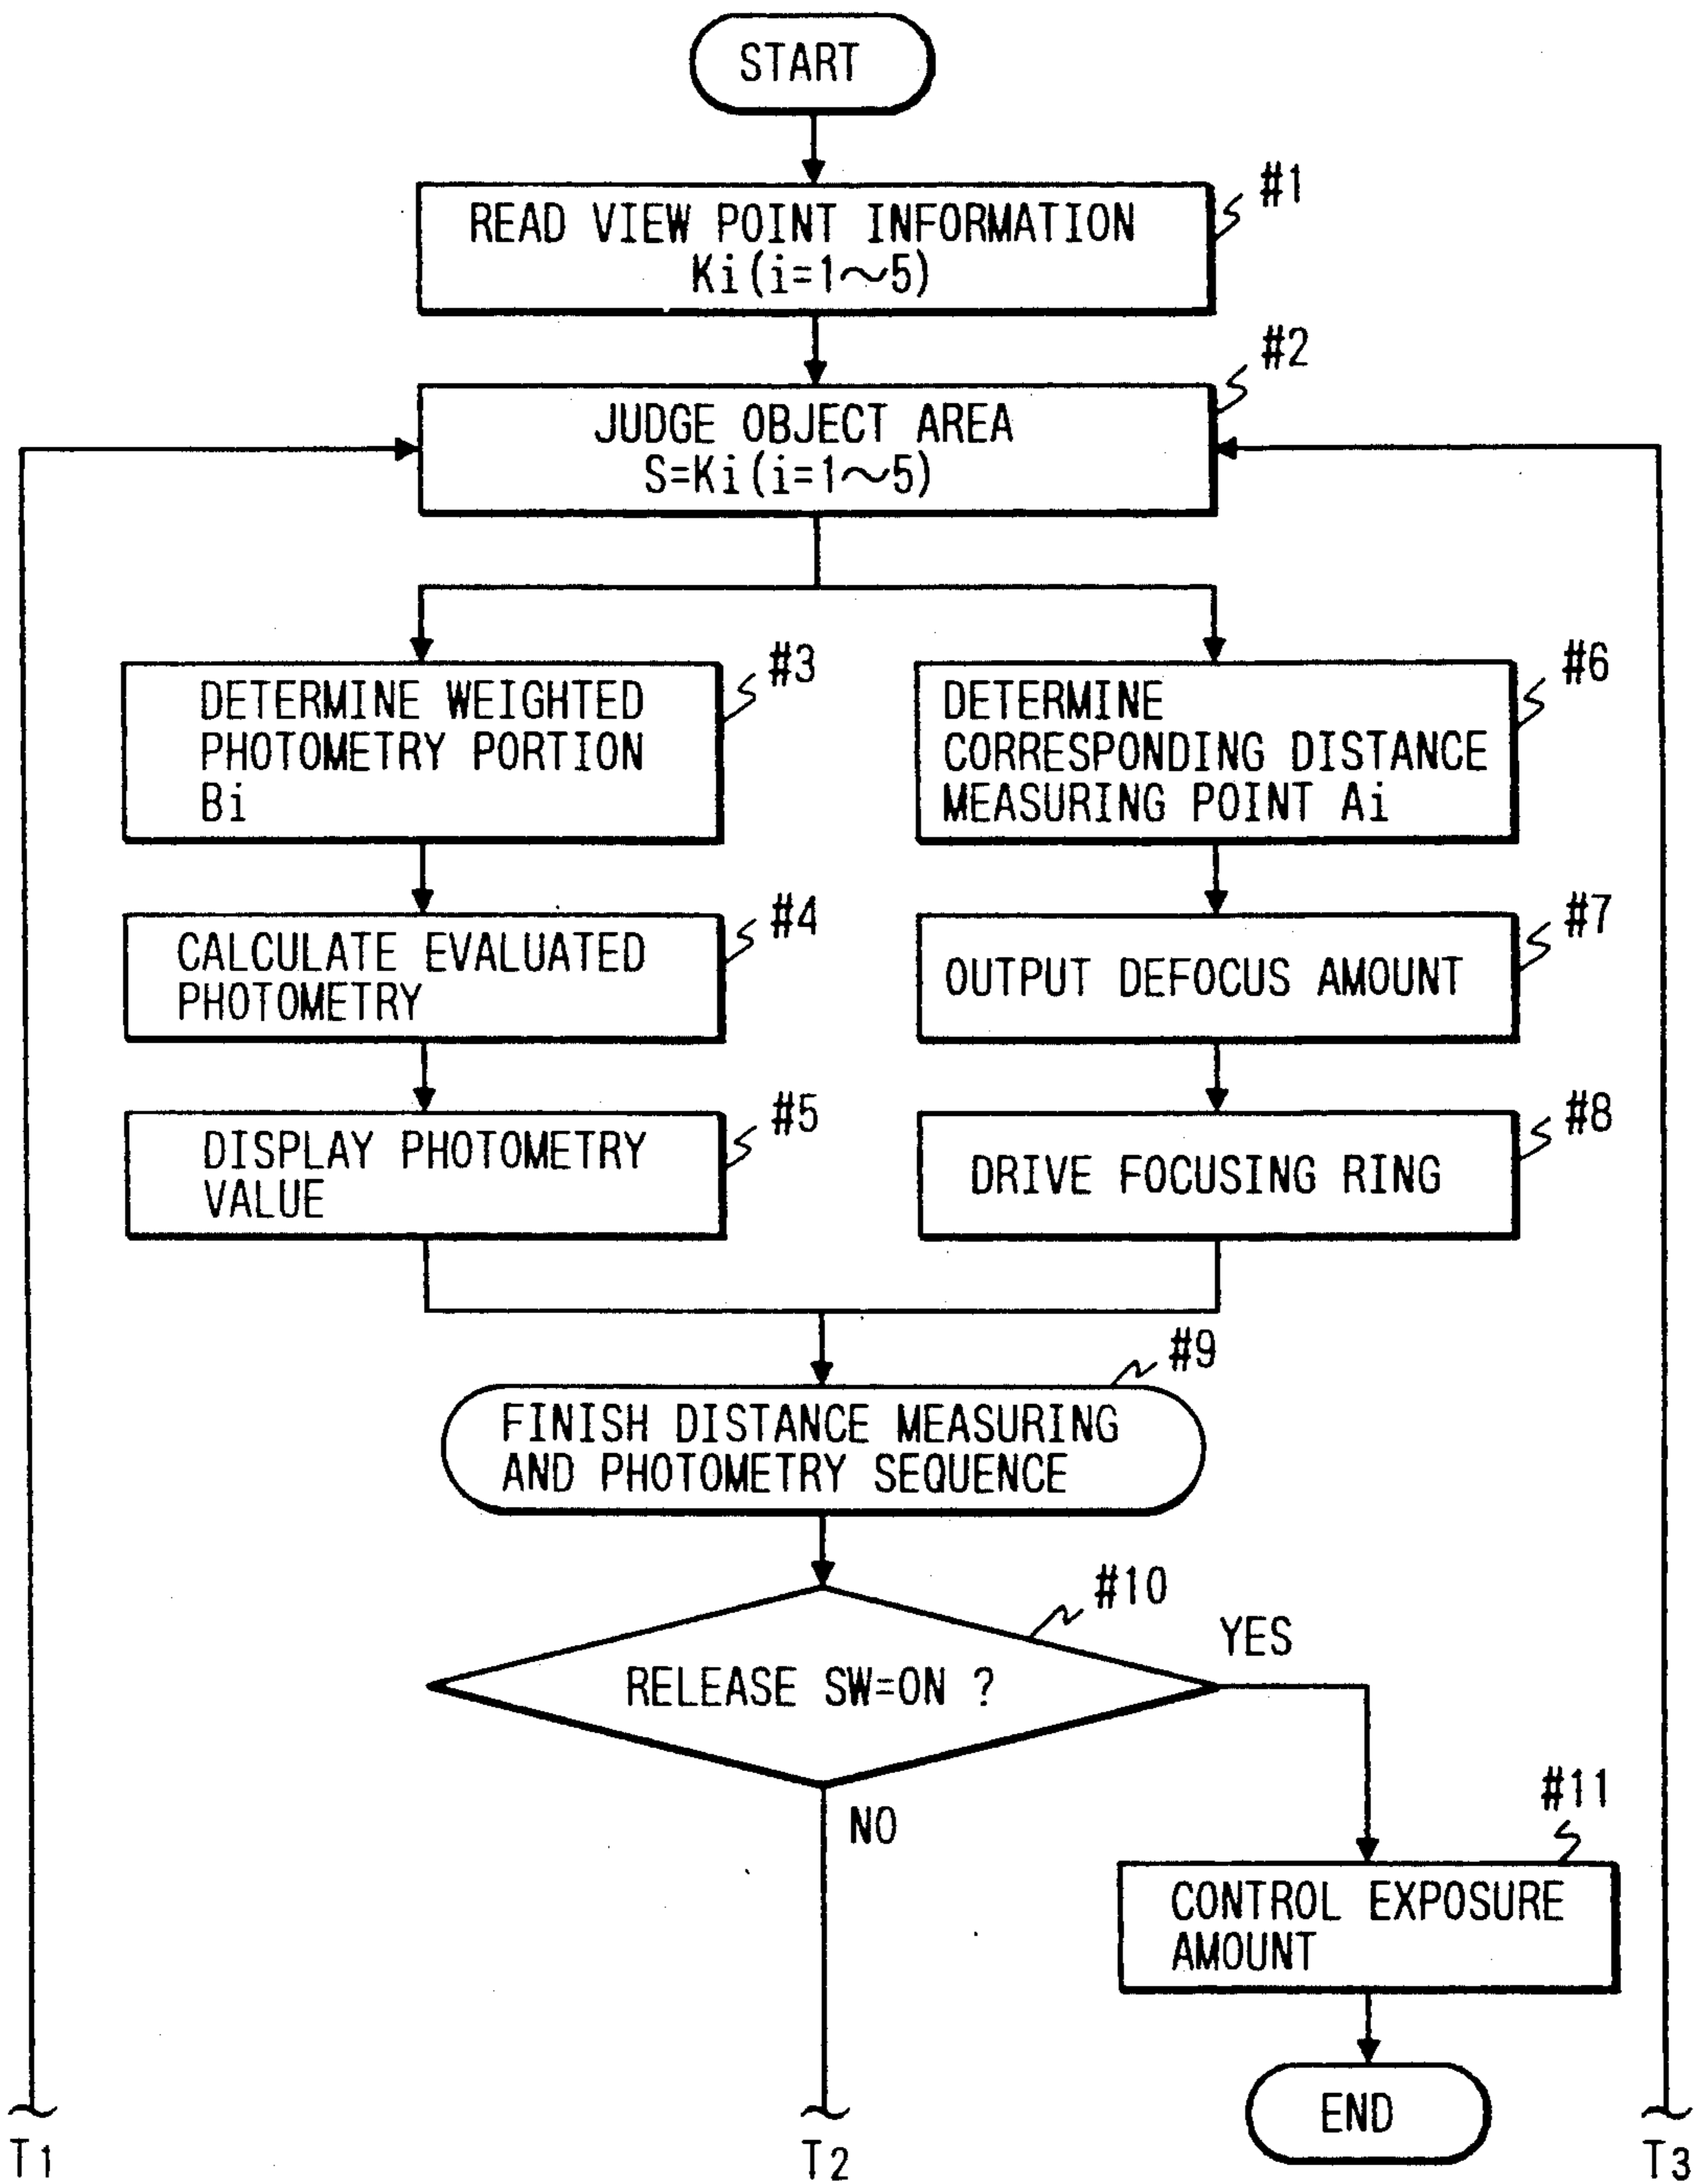 START
#1
READ VIEW POINT INFORMATION
Ki(i=1~5)
#2
JUDGE OBJECT AREA
S=Ki(i=1~5)
#3
DETERMINE WEIGHTED
PHOTOMETRY PORTION
Bi
#6
DETERMINE
CORRESPONDING DISTANCE
MEASURING POINT Ai
#4
CALCULATE EVALUATED
PHOTOMETRY
#7
OUTPUT DEFOCUS AMOUNT
#5
DISPLAY PHOTOMETRY
VALUE
#8
DRIVE FOCUSING RING
#9
FINISH DISTANCE MEASURING
AND PHOTOMETRY SEQUENCE
#10
RELEASE SW=ON ?
YES
NO
#11
CONTROL EXPOSURE
AMOUNT
END
T1
T2
T3